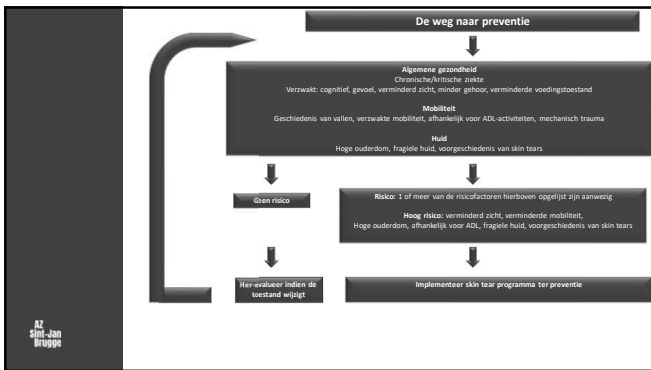 De weg naar preventie
Algemene gezondheid
Chronische/kritische ziekte
Verzwakt: cognitief, gevoel, verminderd zicht, minder gehoor, verminderde voedingstoestand
Mobiliteit
Geschiedenis van vallen, verzwakte mobiliteit, afhankelijk voor ADL-activiteiten, mechanisch trauma
Huid
Hoge ouderdom, fragiele huid, voorgeschiedenis van skin tears
Geen risico
Risico: 1 of meer van de risicofactoren hierboven opgelijst zijn aanwezig
Hoog risico: verminderd zicht, verminderde mobiliteit,
Hoge ouderdom, afhankelijk voor ADL, fragiele huid, voorgeschiedenis van skin tears
Her-evalueer indien de
toestand wijzigt
Implementeer skin tear programma ter preventie
AZ
Sint-Jan
Brugge